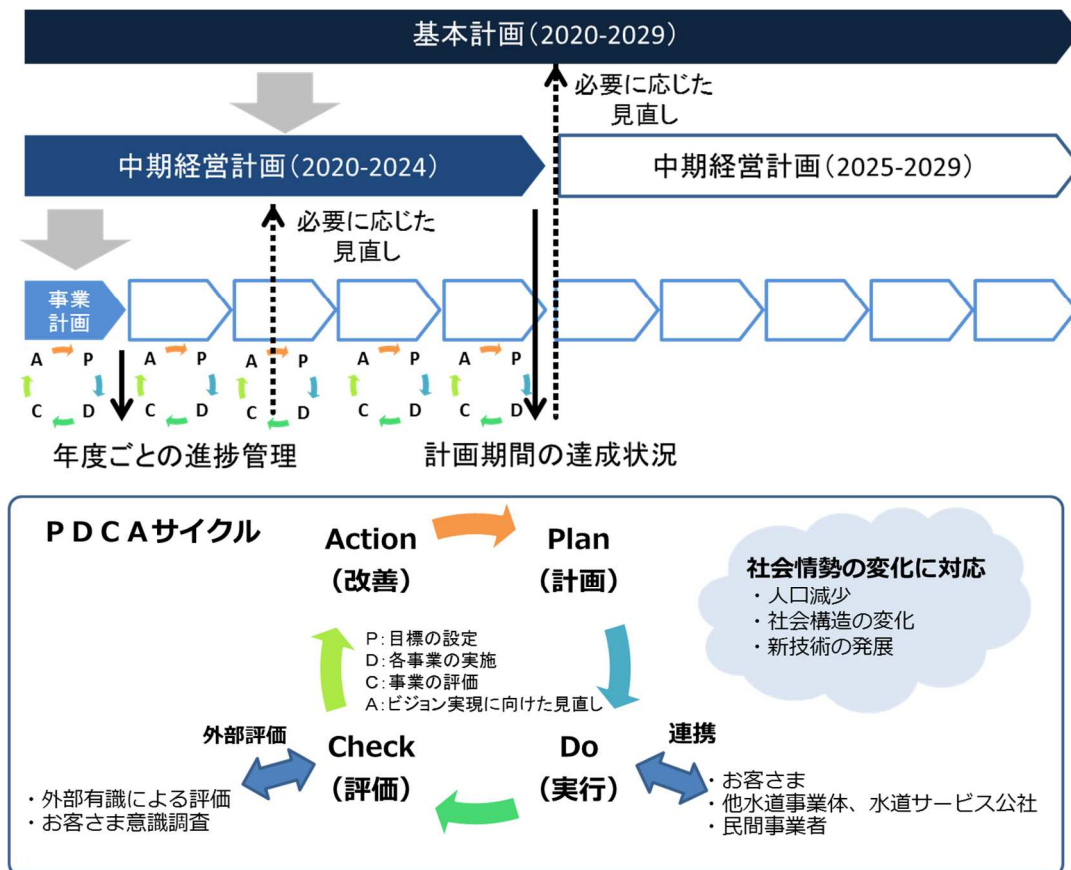 基本計画（2020-2029）
必要に応じた
見直し
中期経営計画（2020-2024）
中期経営計画（2025-2029）
必要に応じた
見直し
事業
計画
A P
C D
A P
C D
A P
C D
A P
C D
A P
C D
年度ごとの進捗管理
計画期間の達成状況
ＰＤＣＡサイクル
Action
（改善）
Plan
（計画）
社会情勢の変化に対応
・人口減少
・社会構造の変化
・新技術の発展
Ｐ：目標の設定
Ｄ：各事業の実施
Ｃ：事業の評価
Ａ：ビジョン実現に向けた見直し
外部評価
Check
（評価）
Do
（実行）
連携
・外部有識による評価
・お客さま意識調査
・お客さま
・他水道事業体、水道サービス公社
・民間事業者